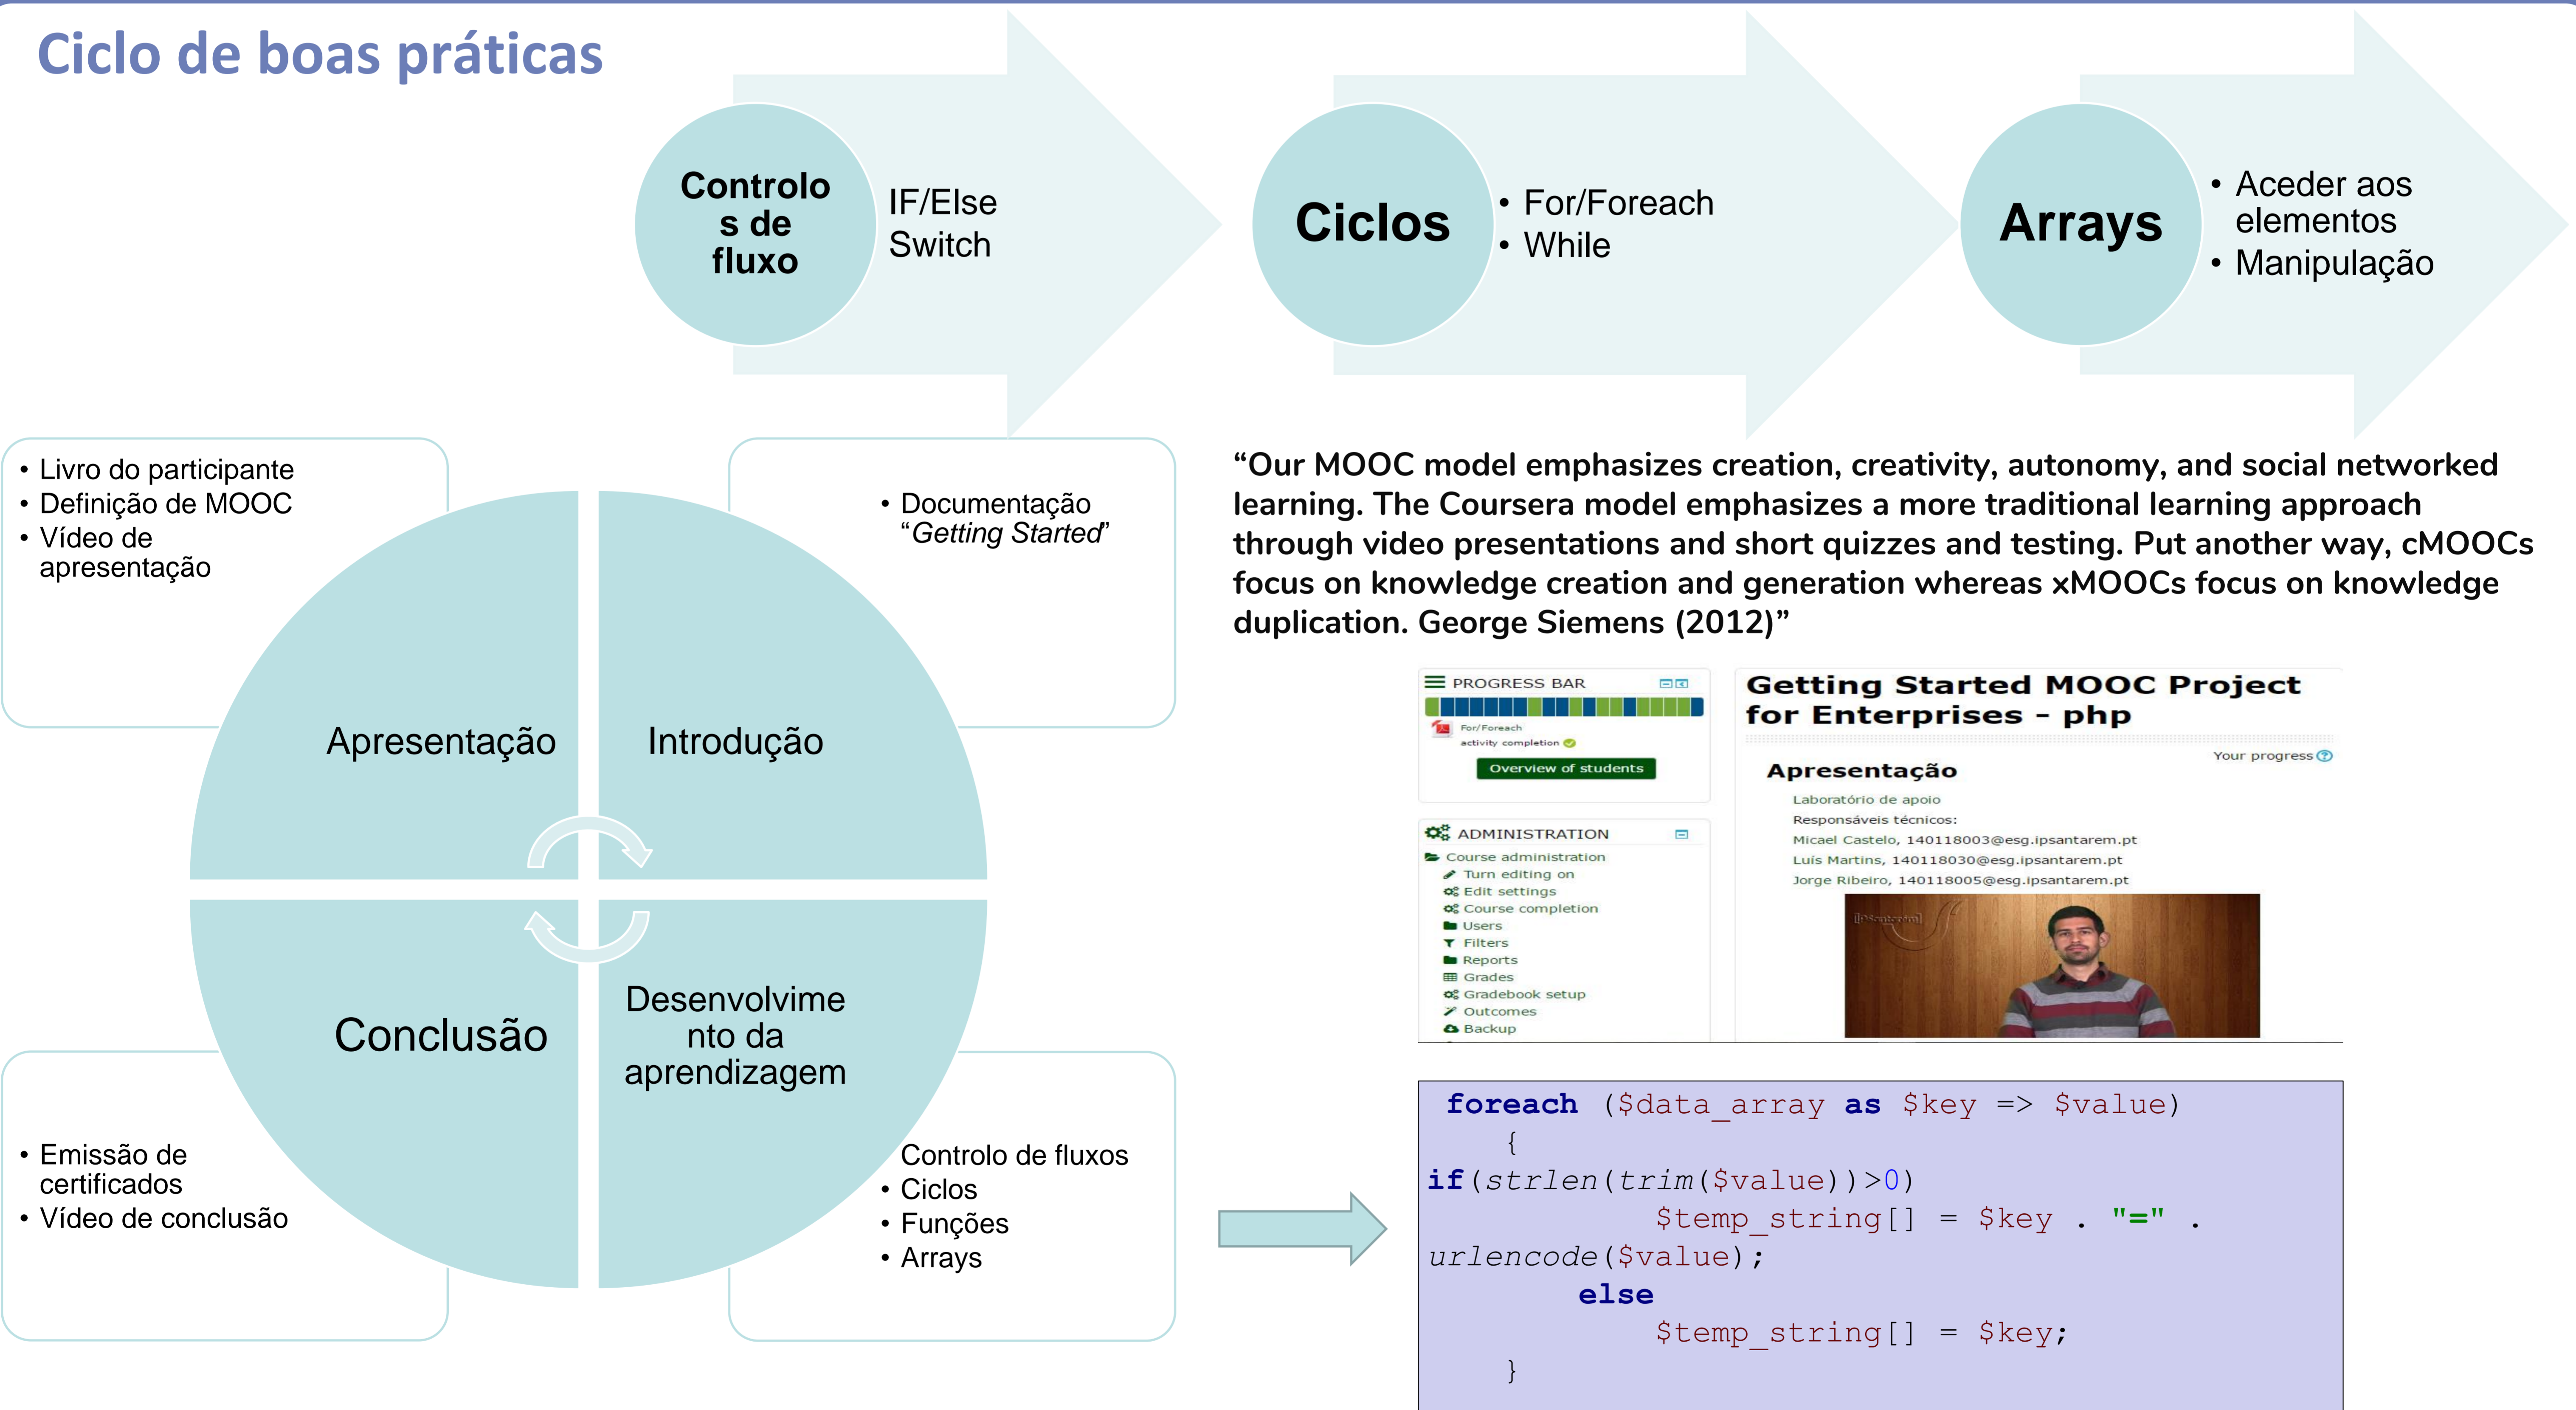 Ciclo de boas práticas
Controlo
s de
fluxo
IF/Else
Switch
Ciclos
• For/Foreach
• While
Arrays
• Aceder aos
elementos
• Manipulação
• Livro do participante
• Definição de MOOC
• Vídeo de
apresentação
• Documentação
“Getting Started”
Apresentação
Introdução
Conclusão
Desenvolvime
nto da
aprendizagem
• Emissão de
certificados
• Vídeo de conclusão
Controlo de fluxos
• Ciclos
• Funções
• Arrays
“Our MOOC model emphasizes creation, creativity, autonomy, and social networked
learning. The Coursera model emphasizes a more traditional learning approach
through video presentations and short quizzes and testing. Put another way, cMOOCs
focus on knowledge creation and generation whereas xMOOCs focus on knowledge
duplication. George Siemens (2012)”
PROGRESS BAR
For/Foreach
activity completion
Overview of students
ADMINISTRATION
Course administration
Turn editing on
Edit settings
Course completion
Users
Filters
Reports
Grades
Gradebook setup
Outcomes
Backup
Getting Started MOOC Project
for Enterprises - php
Your progress
Apresentação
Laboratório de apoio
Responsáveis técnicos:
Micael Castelo, 140118003@esg.ipsantarem.pt
Luís Martins, 140118030@esg.ipsantarem.pt
Jorge Ribeiro, 140118005@esg.ipsantarem.pt
foreach ($data_array as $key => $value)
{
if(strlen(trim($value))>0)
$temp_string[] = $key . "=" .
urlencode($value);
else
$temp_string[] = $key;
}